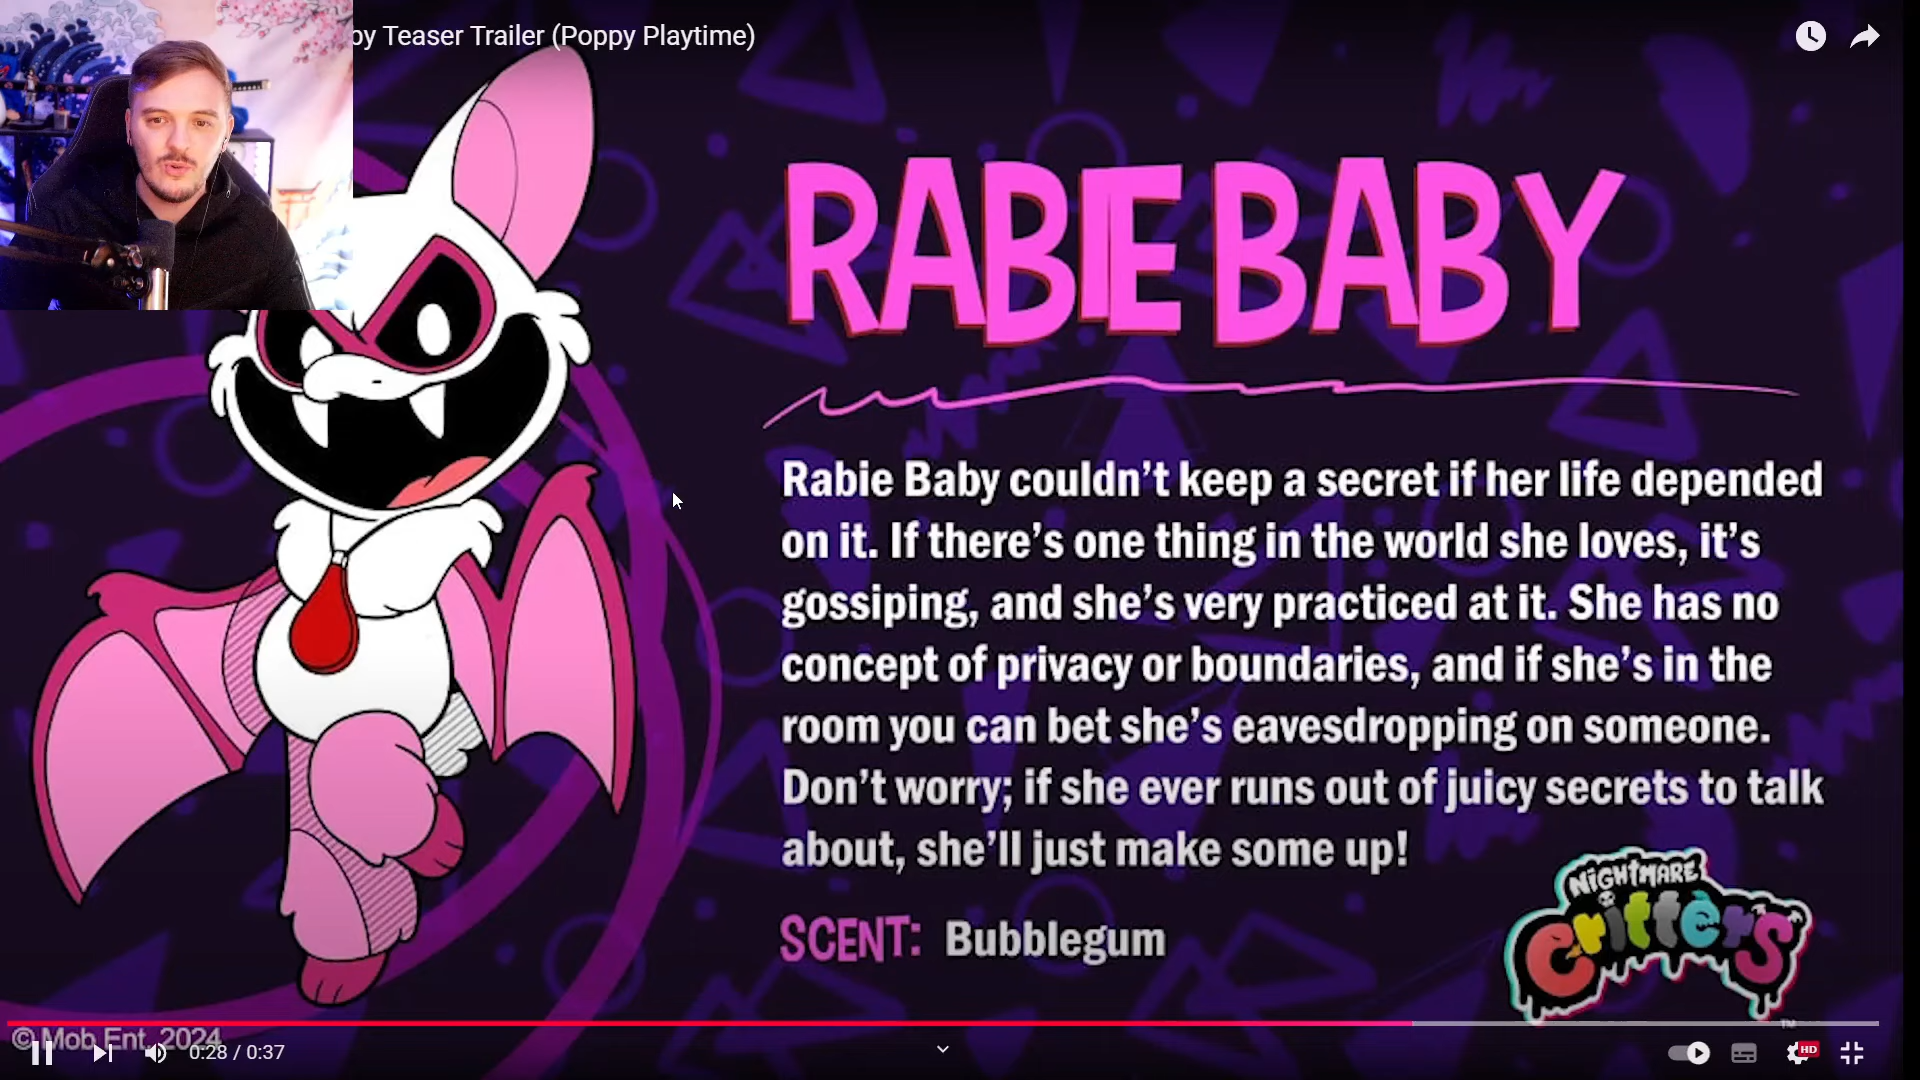 by Teaser Trailer (Poppy Playtime)
RABIE BABY
Rabie Baby couldn't keep a secret if her life depended
on it. If there's one thing in the world she loves, it's
gossiping, and she's very practiced at it. She has no
concept of privacy or boundaries, and if she's in the
room you can bet she's eavesdropping on someone.
Don't worry; if she ever runs out of juicy secrets to talk
about, she'll just make some up!
SCENT: Bubblegum
NIGHTMARE
Critters
TM
© Mob Ent. 2024
0:28 / 0:37
HD